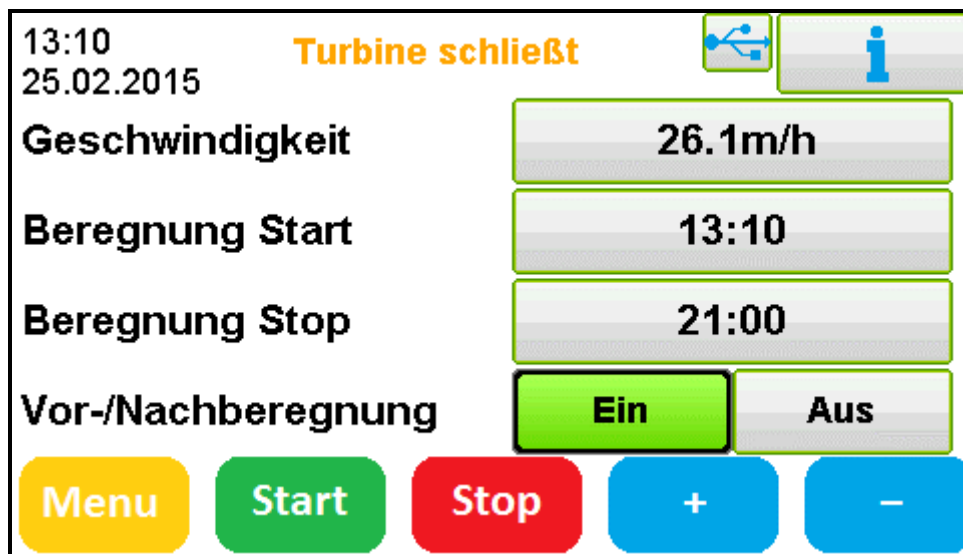 13:10
Turbine schließt
25.02.2015
Geschwindigkeit 26.1m/h
Beregnung Start 13:10
Beregnung Stop 21:00
Vor-/Nachberegnung Ein Aus
Menu Start Stop + −